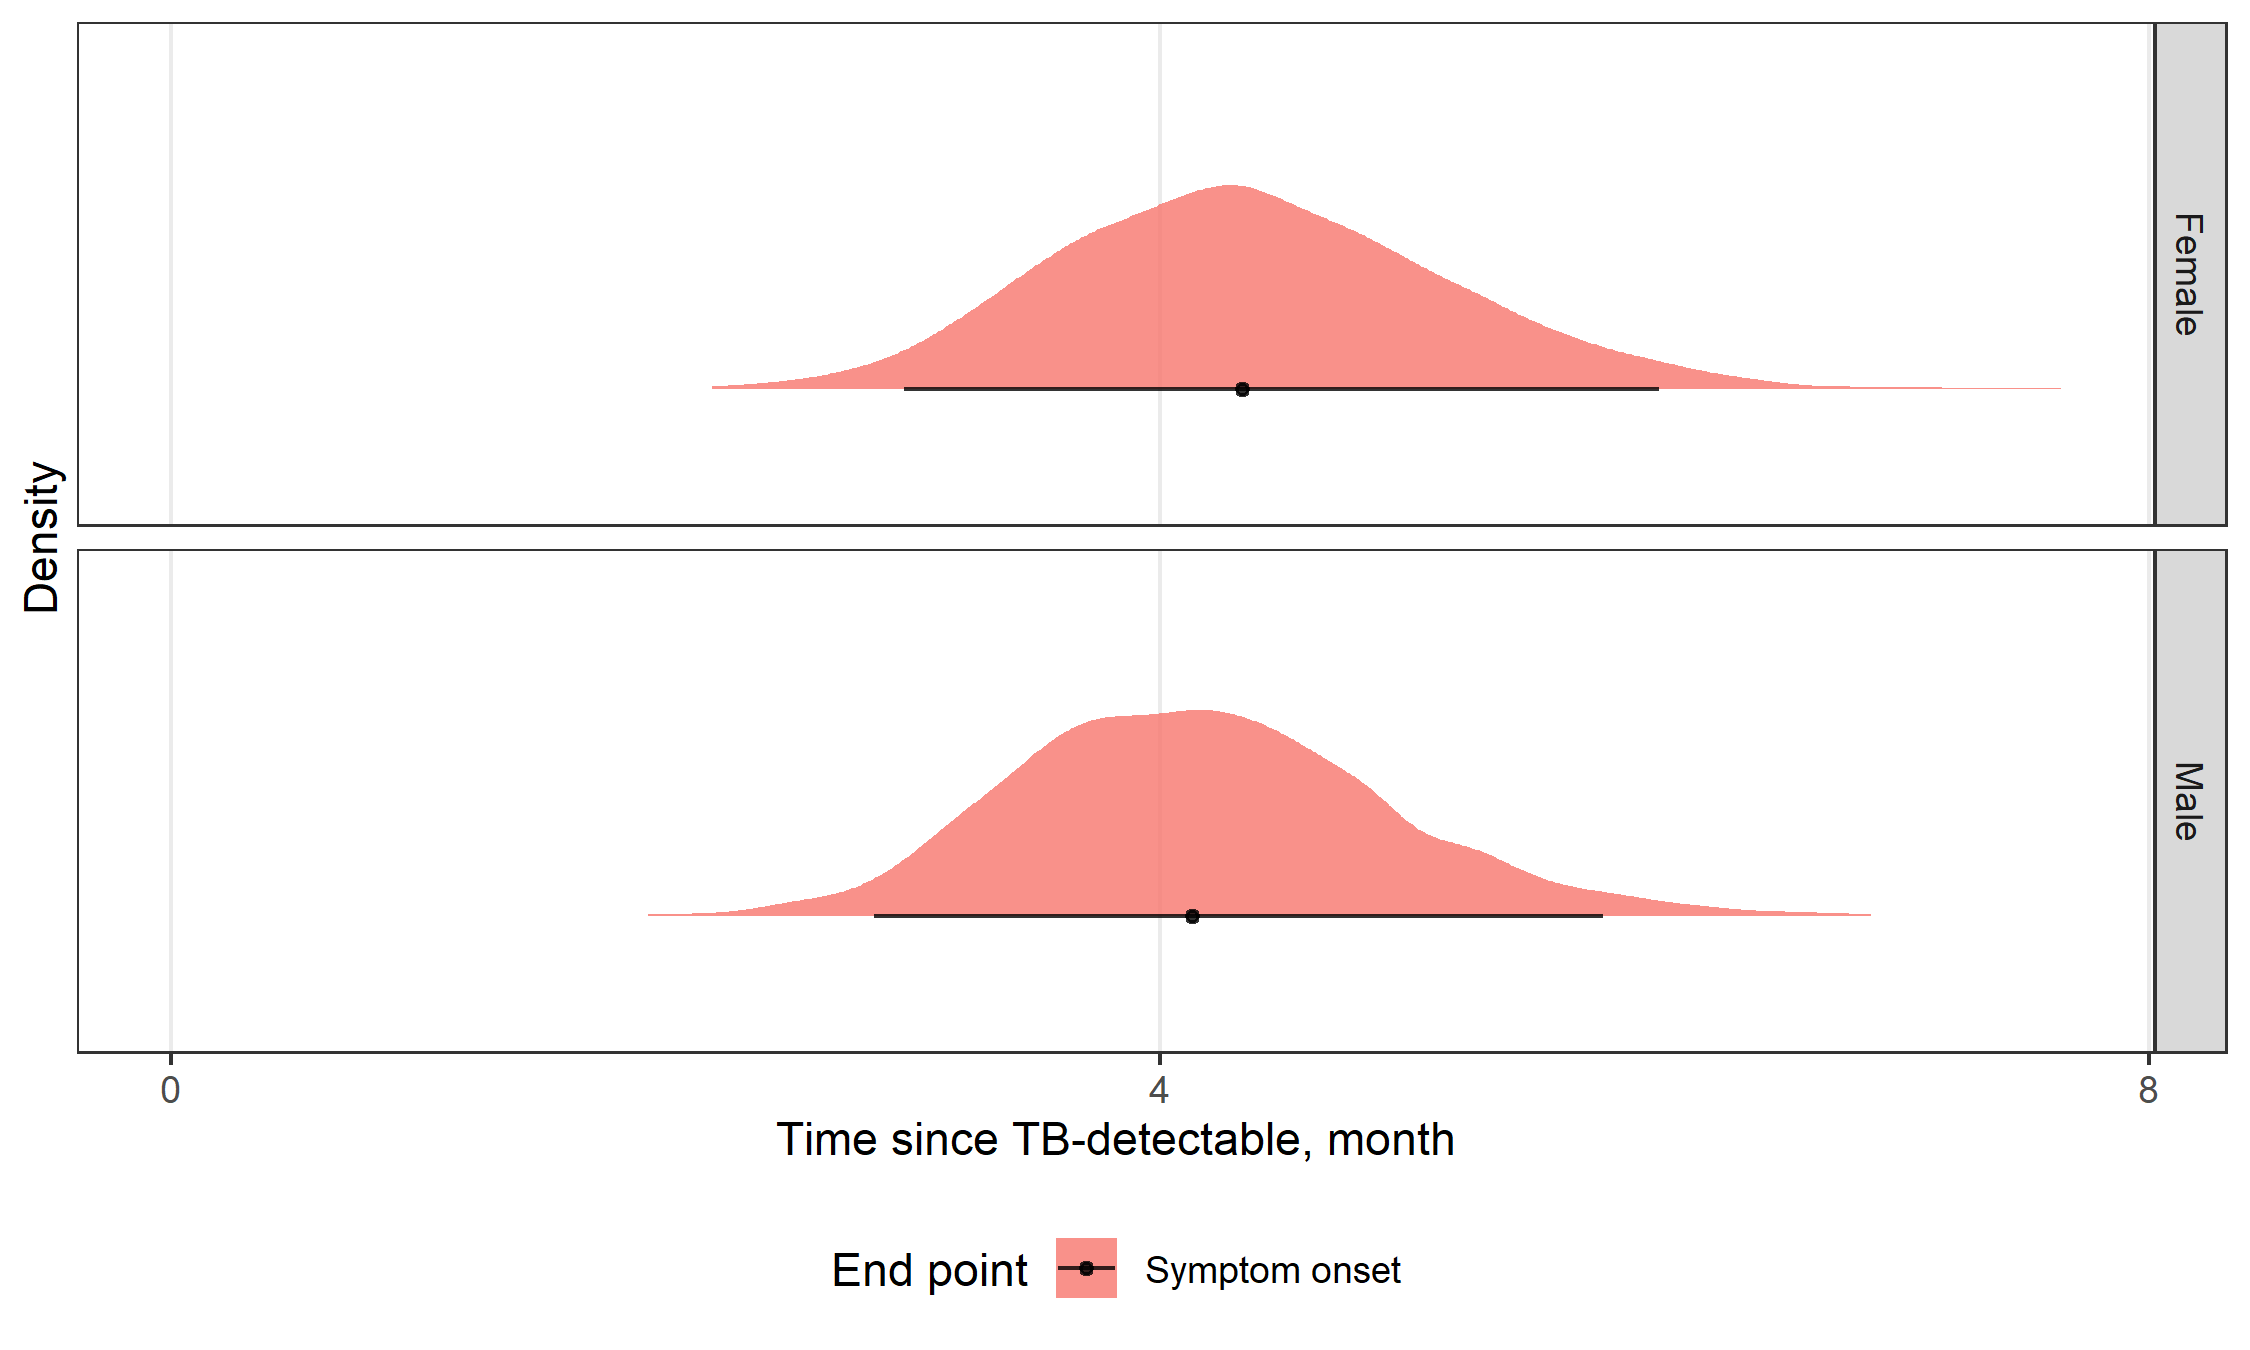 Density
Female
Male
0 4 8
Time since TB-detectable, month
End point Symptom onset